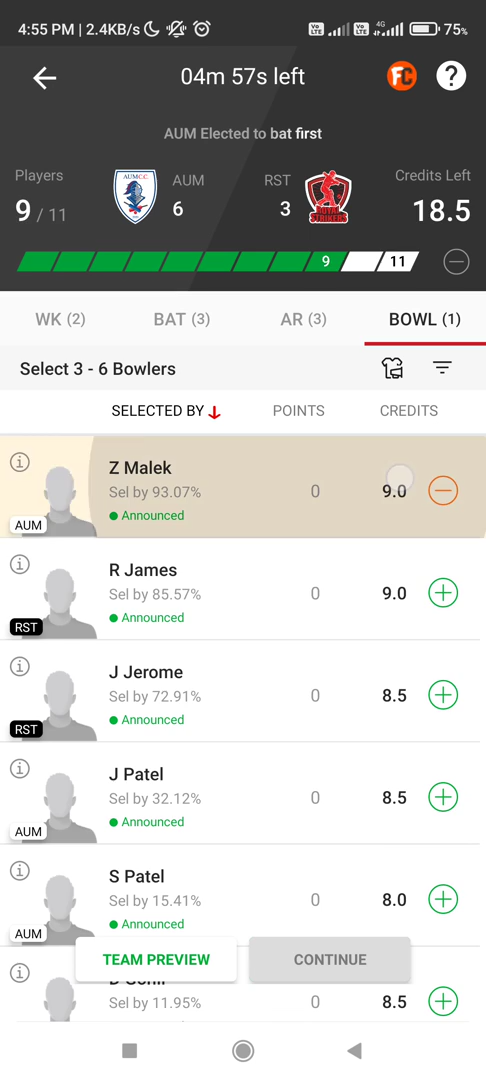 4:55 PM | 2.4KB/s
4G
75%
04m 57s left
FC
?
AUM Elected to bat first
Players
9 / 11
AUM
6
RST
3
Credits Left
18.5
9
11
WK (2)
BAT (3)
AR (3)
BOWL (1)
Select 3 - 6 Bowlers
SELECTED BY
POINTS
CREDITS
Z Malek
Sel by 93.07%
Announced
AUM
0
9.0
R James
Sel by 85.57%
Announced
RST
0
9.0
J Jerome
Sel by 72.91%
Announced
RST
0
8.5
J Patel
Sel by 32.12%
Announced
AUM
0
8.5
S Patel
Sel by 15.41%
Announced
AUM
0
8.0
TEAM PREVIEW
CONTINUE
Sel by 11.95%
0
8.5